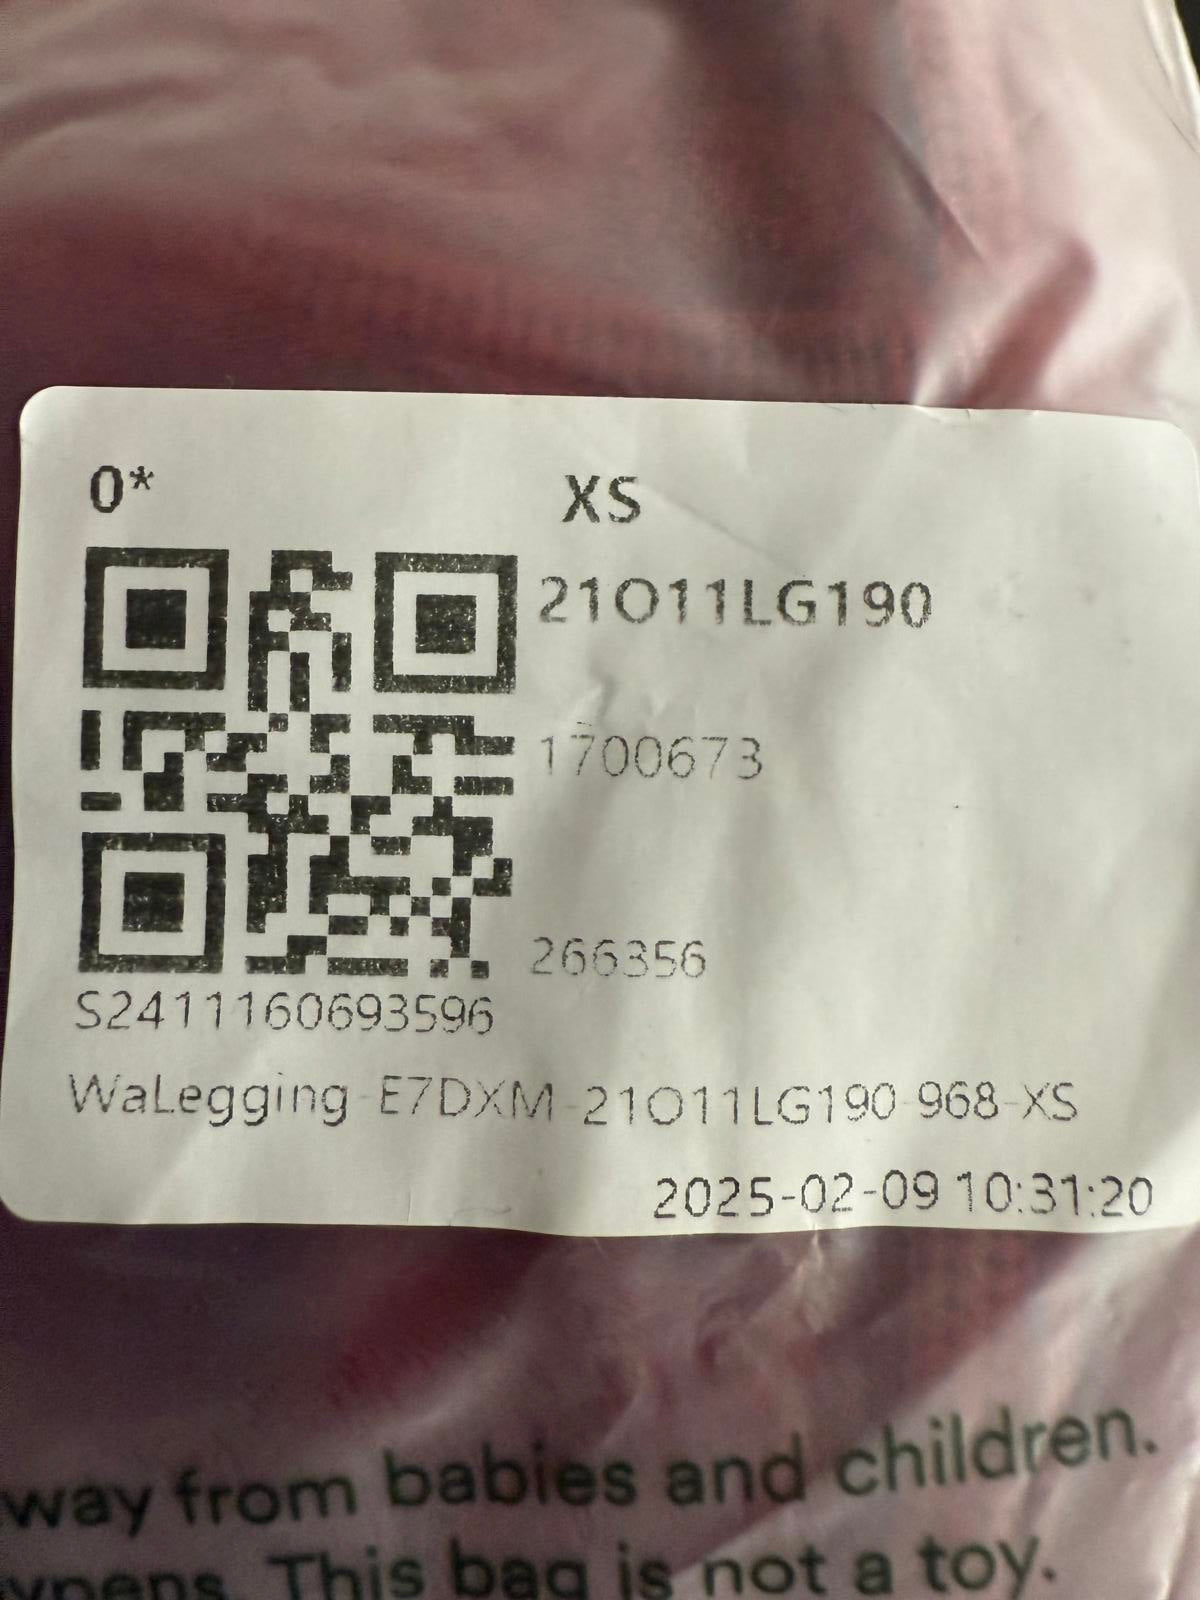 0* XS
21O11LG190
1700673
266356
S2411160693596
WaLegging-E7DXM-21O11LG190-968-XS
2025-02-09 10:31:20
way from babies and children.
ypens. This bag is not a toy.